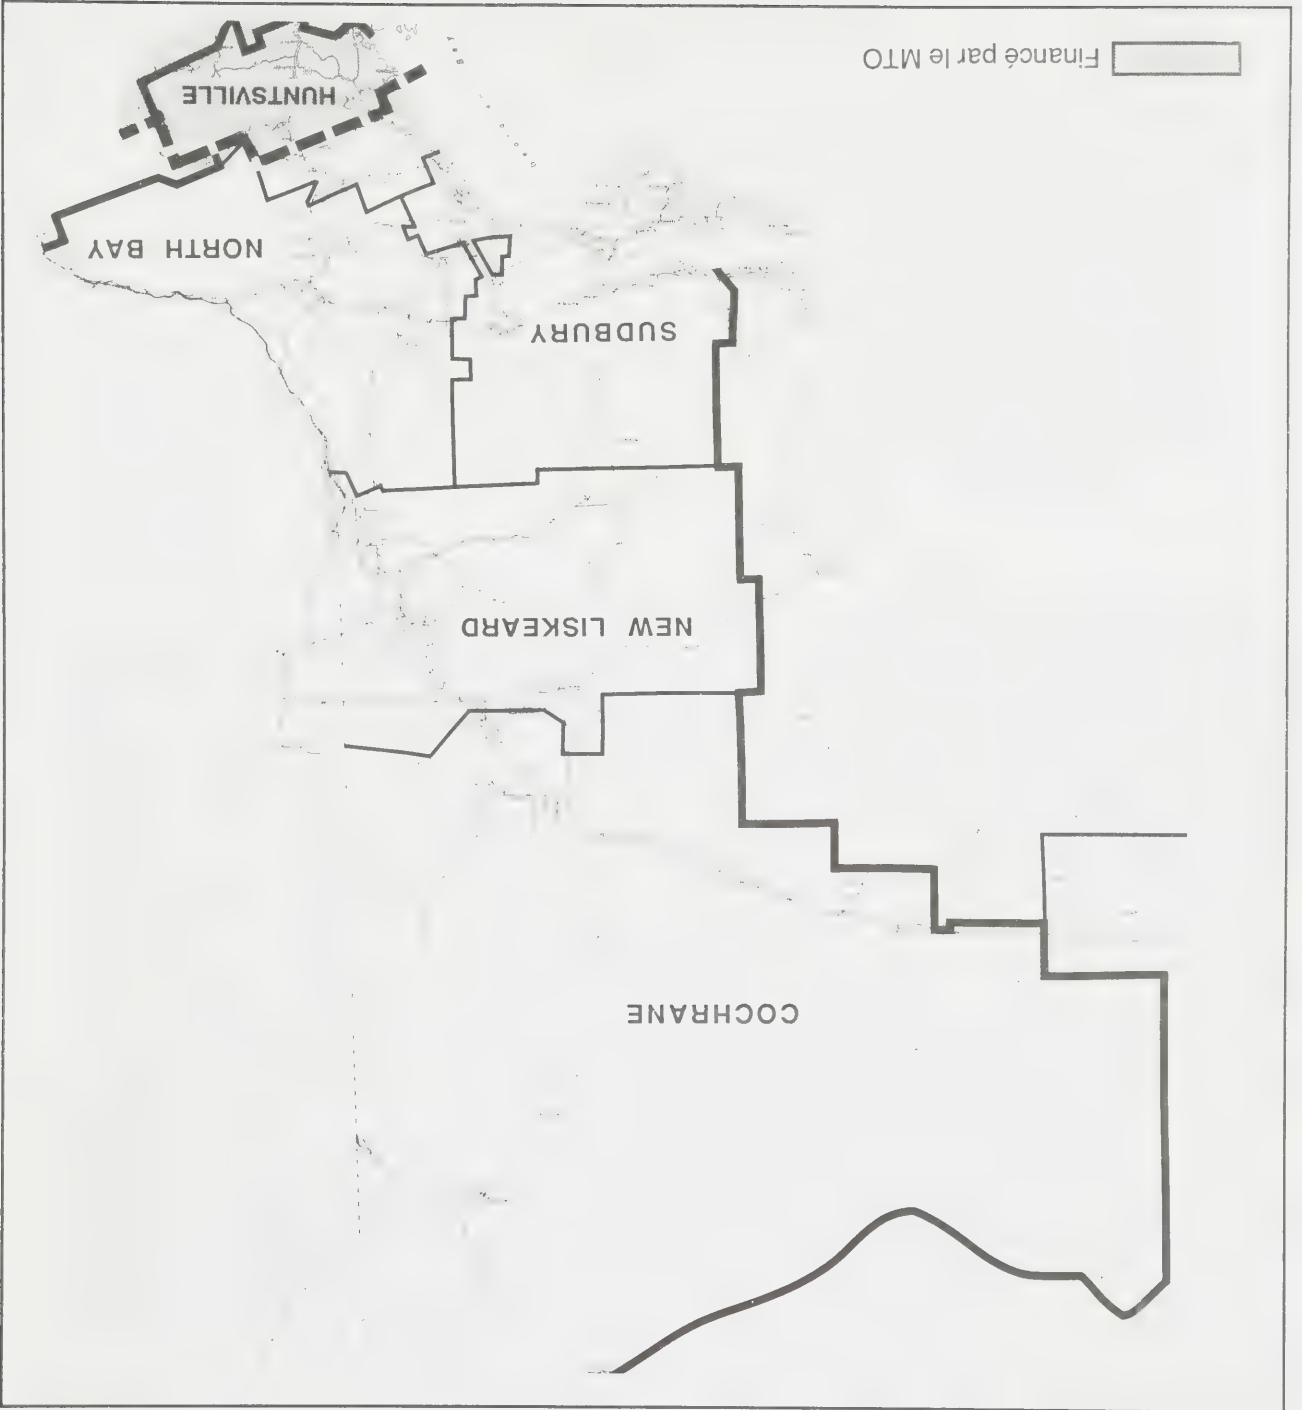 COCHRANE
NEW LISKEARD
SUDBURY
NORTH BAY
HUNTSVILLE
Financé par le MTO